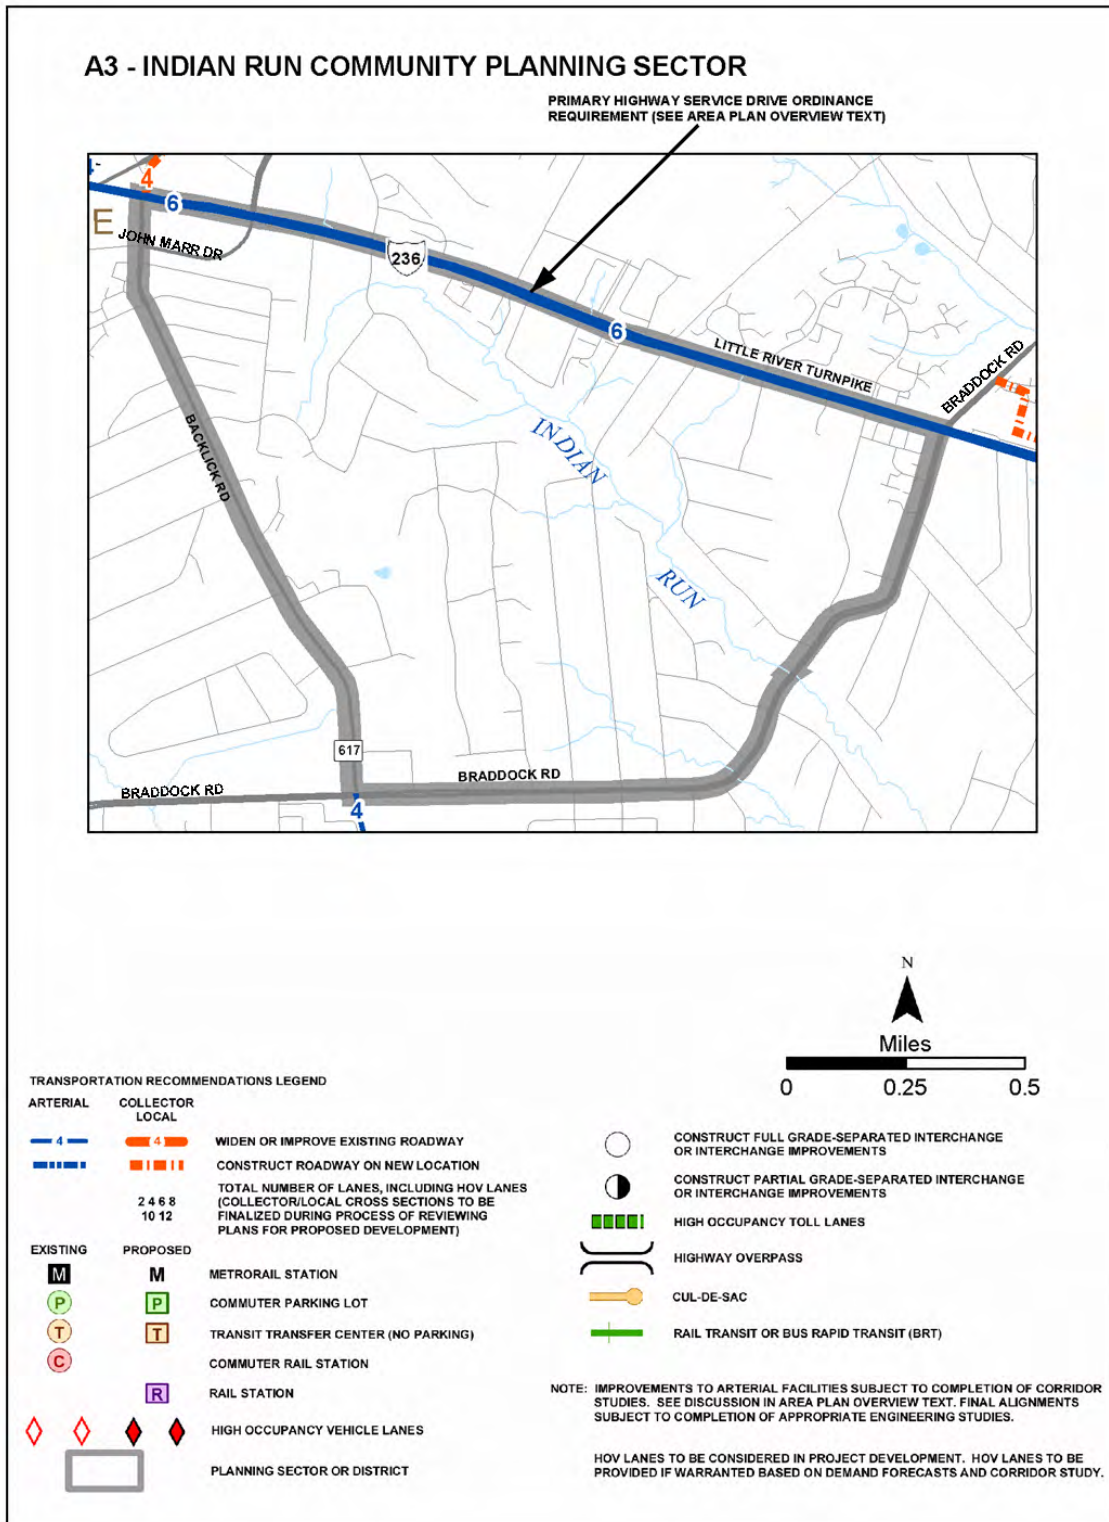 A3 - INDIAN RUN COMMUNITY PLANNING SECTOR
PRIMARY HIGHWAY SERVICE DRIVE ORDINANCE
REQUIREMENT (SEE AREA PLAN OVERVIEW TEXT)
4
6
E
JOHN MARR DR
236
6
LITTLE RIVER TURNPIKE
BRADDOCK RD
BACKLICK RD
INDIAN
RUN
617
BRADDOCK RD
BRADDOCK RD
4
N
Miles
0 0.25 0.5
TRANSPORTATION RECOMMENDATIONS LEGEND
ARTERIAL COLLECTOR
LOCAL
4 4 WIDEN OR IMPROVE EXISTING ROADWAY
CONSTRUCT ROADWAY ON NEW LOCATION
2 4 6 8
10 12
TOTAL NUMBER OF LANES, INCLUDING HOV LANES
(COLLECTOR/LOCAL CROSS SECTIONS TO BE
FINALIZED DURING PROCESS OF REVIEWING
PLANS FOR PROPOSED DEVELOPMENT)
EXISTING PROPOSED
M M METRORAIL STATION
P P COMMUTER PARKING LOT
T T TRANSIT TRANSFER CENTER (NO PARKING)
C COMMUTER RAIL STATION
R RAIL STATION
HIGH OCCUPANCY VEHICLE LANES
PLANNING SECTOR OR DISTRICT
CONSTRUCT FULL GRADE-SEPARATED INTERCHANGE
OR INTERCHANGE IMPROVEMENTS
CONSTRUCT PARTIAL GRADE-SEPARATED INTERCHANGE
OR INTERCHANGE IMPROVEMENTS
HIGH OCCUPANCY TOLL LANES
HIGHWAY OVERPASS
CUL-DE-SAC
RAIL TRANSIT OR BUS RAPID TRANSIT (BRT)
NOTE: IMPROVEMENTS TO ARTERIAL FACILITIES SUBJECT TO COMPLETION OF CORRIDOR
STUDIES. SEE DISCUSSION IN AREA PLAN OVERVIEW TEXT. FINAL ALIGNMENTS
SUBJECT TO COMPLETION OF APPROPRIATE ENGINEERING STUDIES.
HOV LANES TO BE CONSIDERED IN PROJECT DEVELOPMENT. HOV LANES TO BE
PROVIDED IF WARRANTED BASED ON DEMAND FORECASTS AND CORRIDOR STUDY.